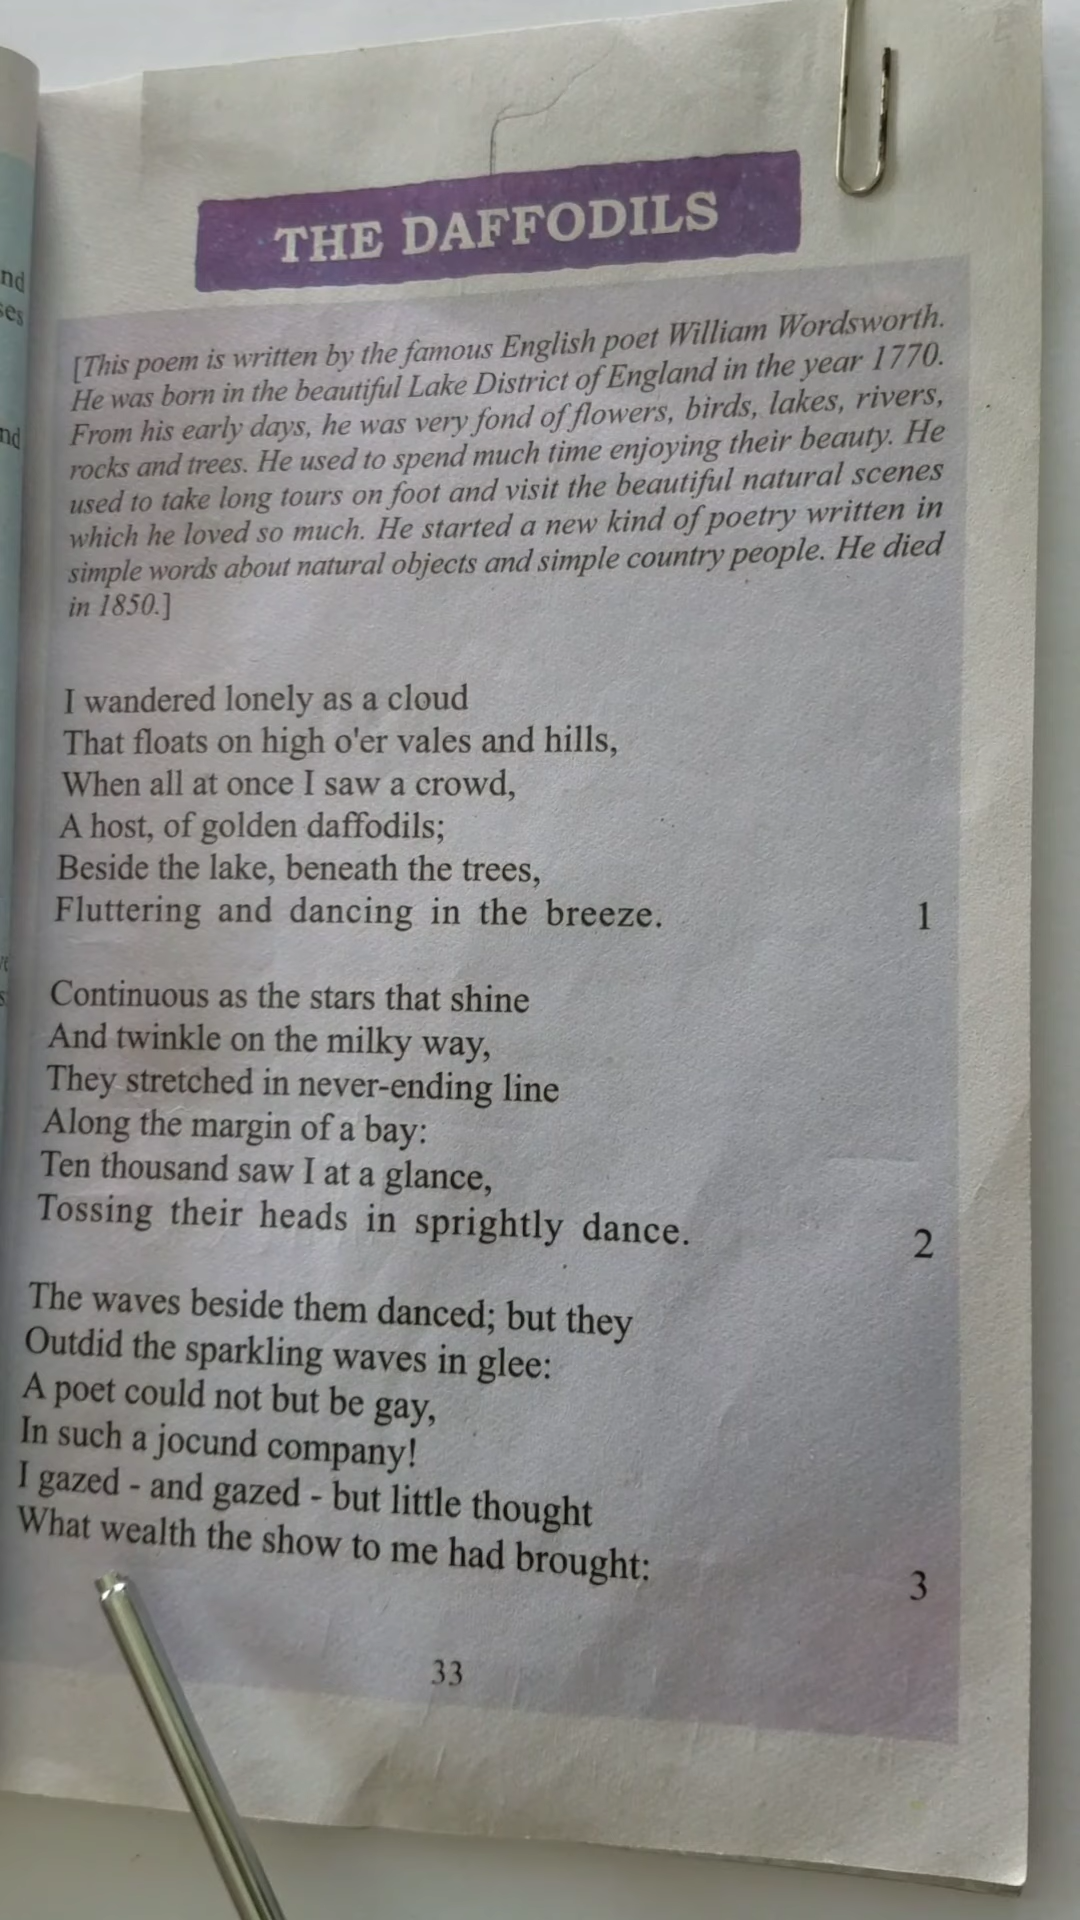 THE DAFFODILS
[This poem is written by the famous English poet William Wordsworth.
He was born in the beautiful Lake District of England in the year 1770.
From his early days, he was very fond of flowers, birds, lakes, rivers,
rocks and trees. He used to spend much time enjoying their beauty. He
used to take long tours on foot and visit the beautiful natural scenes
which he loved so much. He started a new kind of poetry written in
simple words about natural objects and simple country people. He died
in 1850.]
I wandered lonely as a cloud
That floats on high o'er vales and hills,
When all at once I saw a crowd,
A host, of golden daffodils;
Beside the lake, beneath the trees,
Fluttering and dancing in the breeze. 1
Continuous as the stars that shine
And twinkle on the milky way,
They stretched in never-ending line
Along the margin of a bay:
Ten thousand saw I at a glance,
Tossing their heads in sprightly dance. 2
The waves beside them danced; but they
Outdid the sparkling waves in glee:
A poet could not but be gay,
In such a jocund company!
I gazed - and gazed - but little thought
What wealth the show to me had brought: 3
33